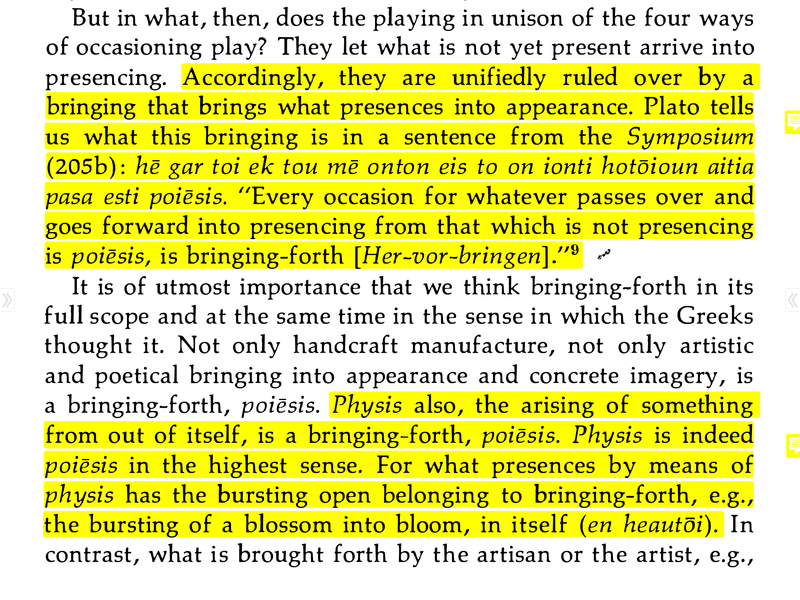 But in what, then, does the playing in unison of the four ways
of occasioning play? They let what is not yet present arrive into
presencing. Accordingly, they are unifiedly ruled over by a
bringing that brings what presences into appearance. Plato tells
us what this bringing is in a sentence from the Symposium
(205b): hē gar toi ek tou mē onton eis to on ionti hotōioun aitia
pasa esti poiēsis. "Every occasion for whatever passes over and
goes forward into presencing from that which is not presencing
is poiēsis, is bringing-forth [Her-vor-bringen]."⁹
It is of utmost importance that we think bringing-forth in its
full scope and at the same time in the sense in which the Greeks
thought it. Not only handcraft manufacture, not only artistic
and poetical bringing into appearance and concrete imagery, is
a bringing-forth, poiēsis. Physis also, the arising of something
from out of itself, is a bringing-forth, poiēsis. Physis is indeed
poiēsis in the highest sense. For what presences by means of
physis has the bursting open belonging to bringing-forth, e.g.,
the bursting of a blossom into bloom, in itself (en heautōi). In
contrast, what is brought forth by the artisan or the artist, e.g.,